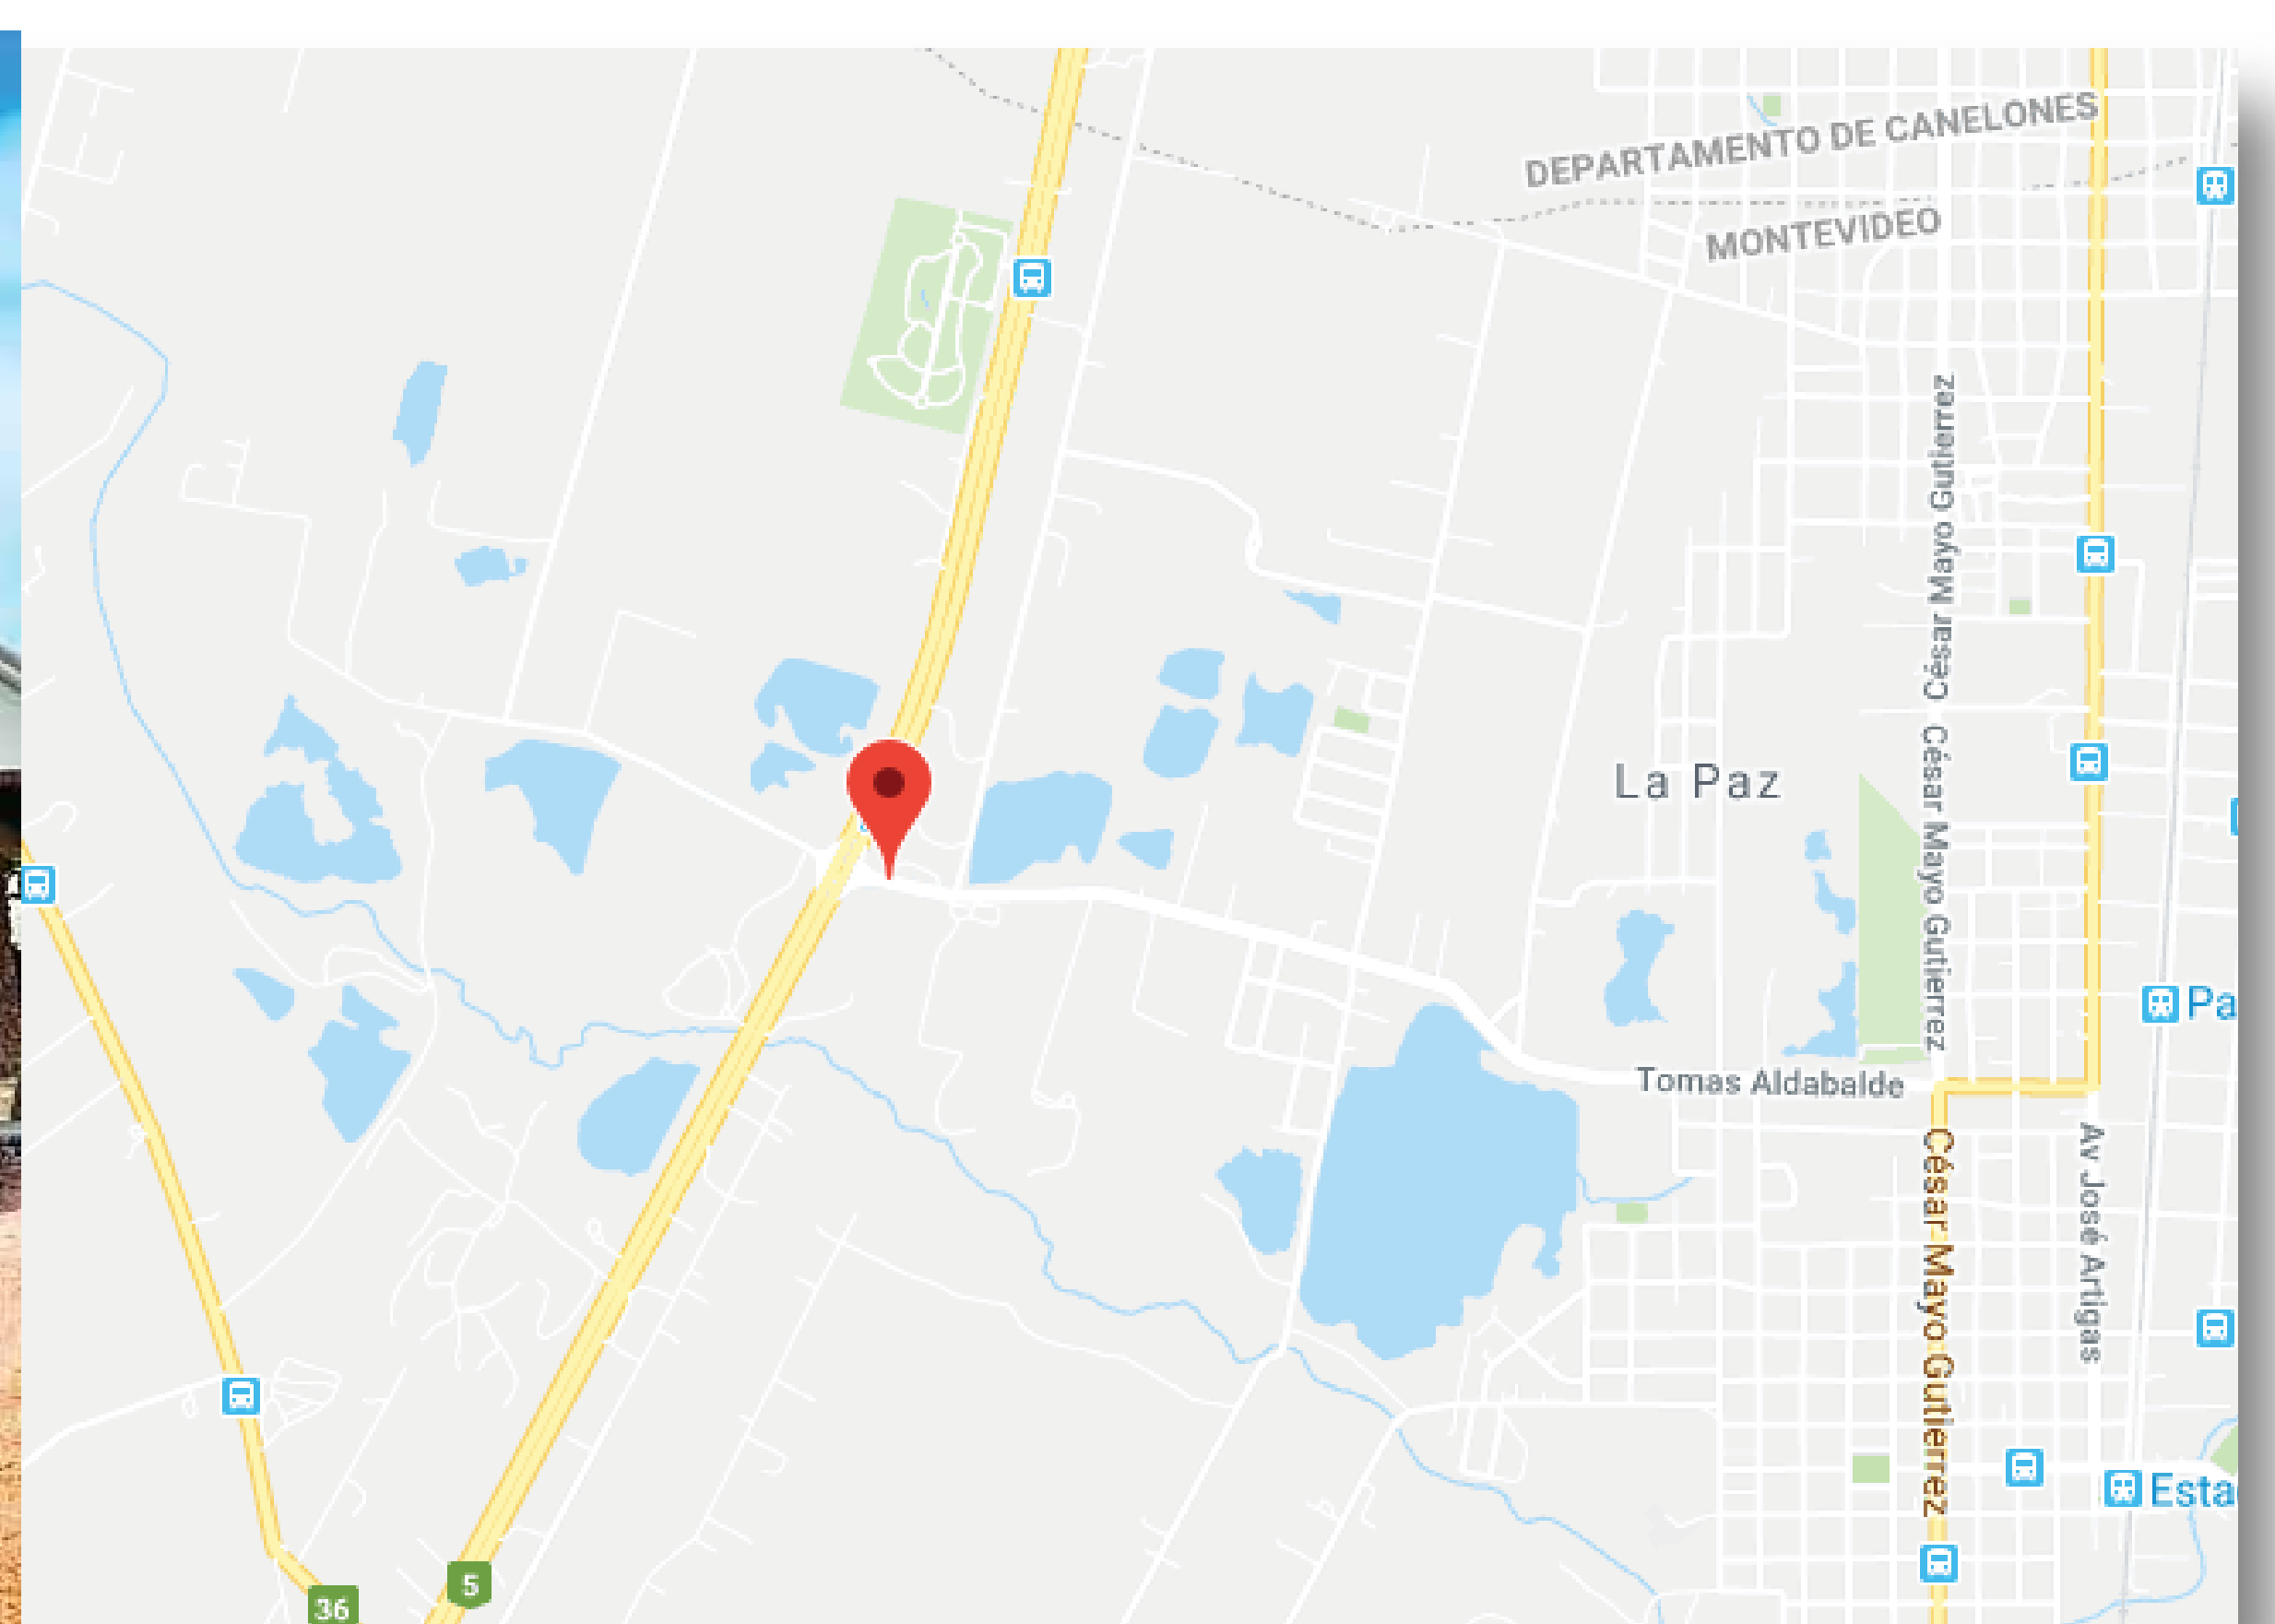 DEPARTAMENTO DE CANELONES
MONTEVIDEO
César Mayo Gutierrez
La Paz
César Mayo Gutierrez
Pa
Tomas Aldabalde
César Mayo Gutierrez
Av José Artigas
Esta
5
36